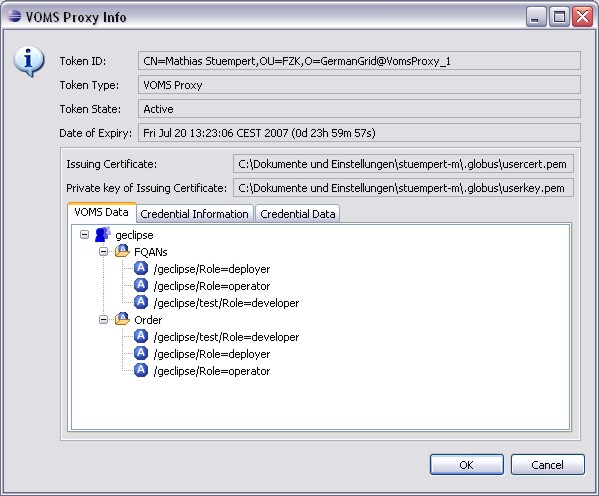 VOMS Proxy Info
Token ID: CN=Mathias Stuempert,OU=FZK,O=GermanGrid@VomsProxy_1
Token Type: VOMS Proxy
Token State: Active
Date of Expiry: Fri Jul 20 13:23:06 CEST 2007 (0d 23h 59m 57s)
Issuing Certificate: C:\Dokumente und Einstellungen\stuempert-m\.globus\usercert.pem
Private key of Issuing Certificate: C:\Dokumente und Einstellungen\stuempert-m\.globus\userkey.pem
VOMS Data Credential Information Credential Data
geclipse
FQANs
/geclipse/Role=deployer
/geclipse/Role=operator
/geclipse/test/Role=developer
Order
/geclipse/test/Role=developer
/geclipse/Role=deployer
/geclipse/Role=operator
OK Cancel